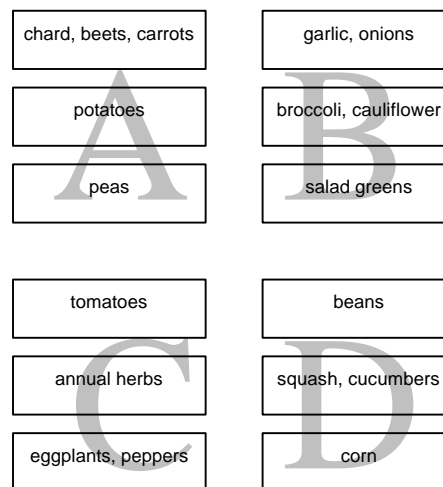 chard, beets, carrots
potatoes
peas
A
garlic, onions
broccoli, cauliflower
salad greens
B
tomatoes
annual herbs
eggplants, peppers
C
beans
squash, cucumbers
corn
D